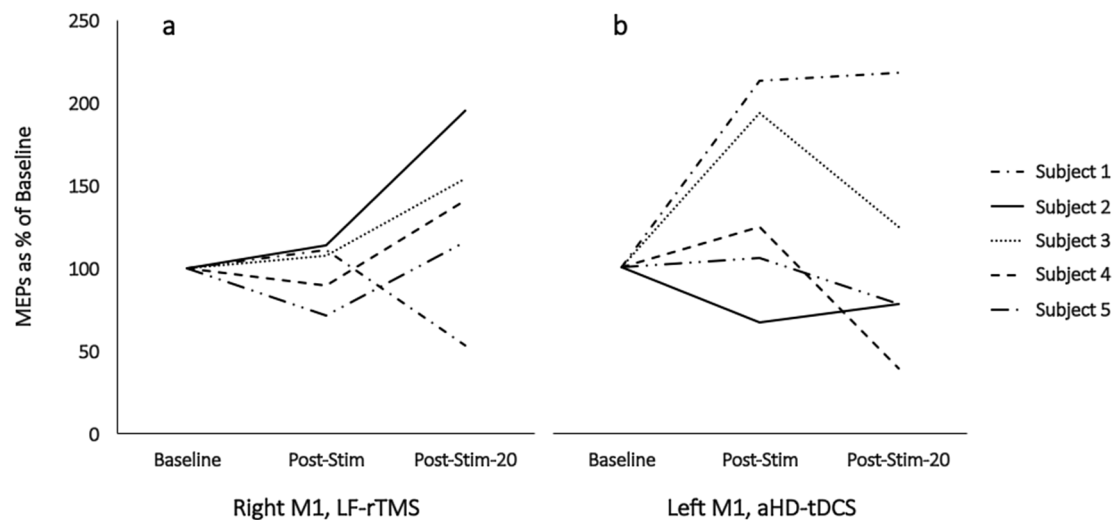 a
b
MEPs as % of Baseline
250
200
150
100
50
0
Baseline Post-Stim Post-Stim-20
Baseline Post-Stim Post-Stim-20
Right M1, LF-rTMS
Left M1, aHD-tDCS
Subject 1
Subject 2
Subject 3
Subject 4
Subject 5